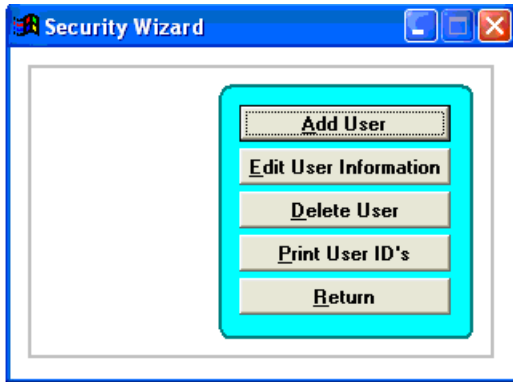 Security Wizard
Add User
Edit User Information
Delete User
Print User ID's
Return